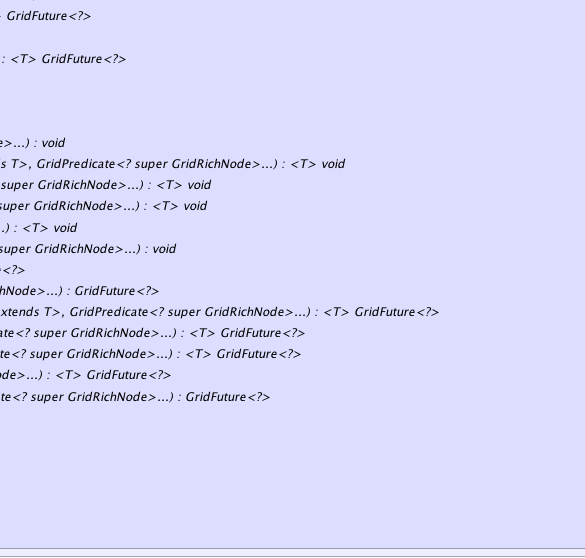 GridFuture<?>
: <T> GridFuture<?>
e>...) : void
s T>, GridPredicate<? super GridRichNode>...) : <T> void
super GridRichNode>...) : <T> void
super GridRichNode>...) : <T> void
..) : <T> void
super GridRichNode>...) : void
e<?>
hNode>...) : GridFuture<?>
xtends T>, GridPredicate<? super GridRichNode>...) : <T> GridFuture<?>
ate<? super GridRichNode>...) : <T> GridFuture<?>
te<? super GridRichNode>...) : <T> GridFuture<?>
ode>...) : <T> GridFuture<?>
te<? super GridRichNode>...) : GridFuture<?>